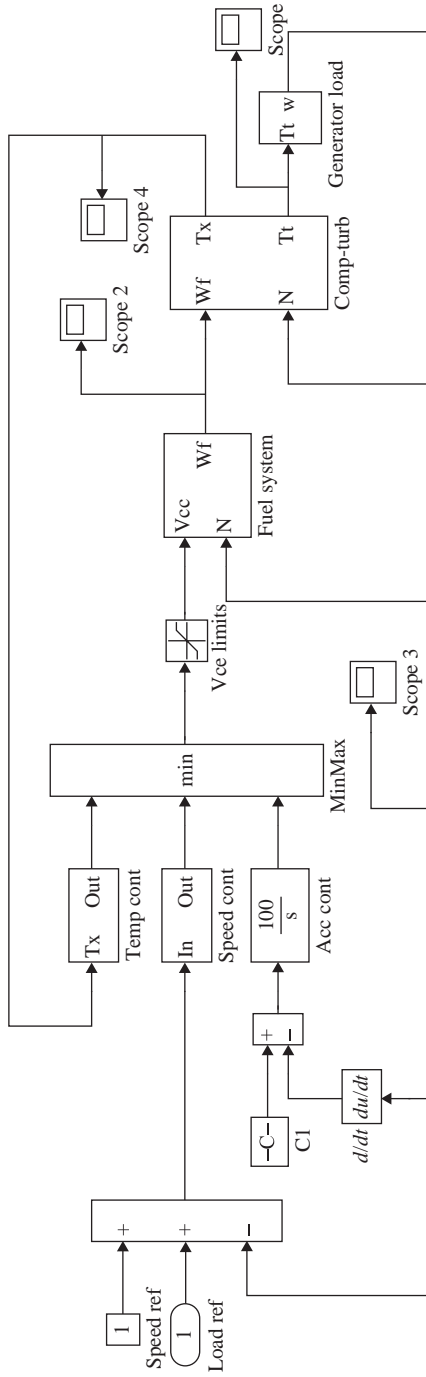 1
Speed ref
1
Load ref
+
+
−
C
C1
d/dt du/dt
+
−
Tx Out
Temp cont
In Out
Speed cont
100
s
Acc cont
min
MinMax
Vce limits
Scope 3
Vcc
Wf
N
Fuel system
Scope 2
Scope 4
Wf Tx
N Tt
Comp-turb
Scope
Tt w
Generator load